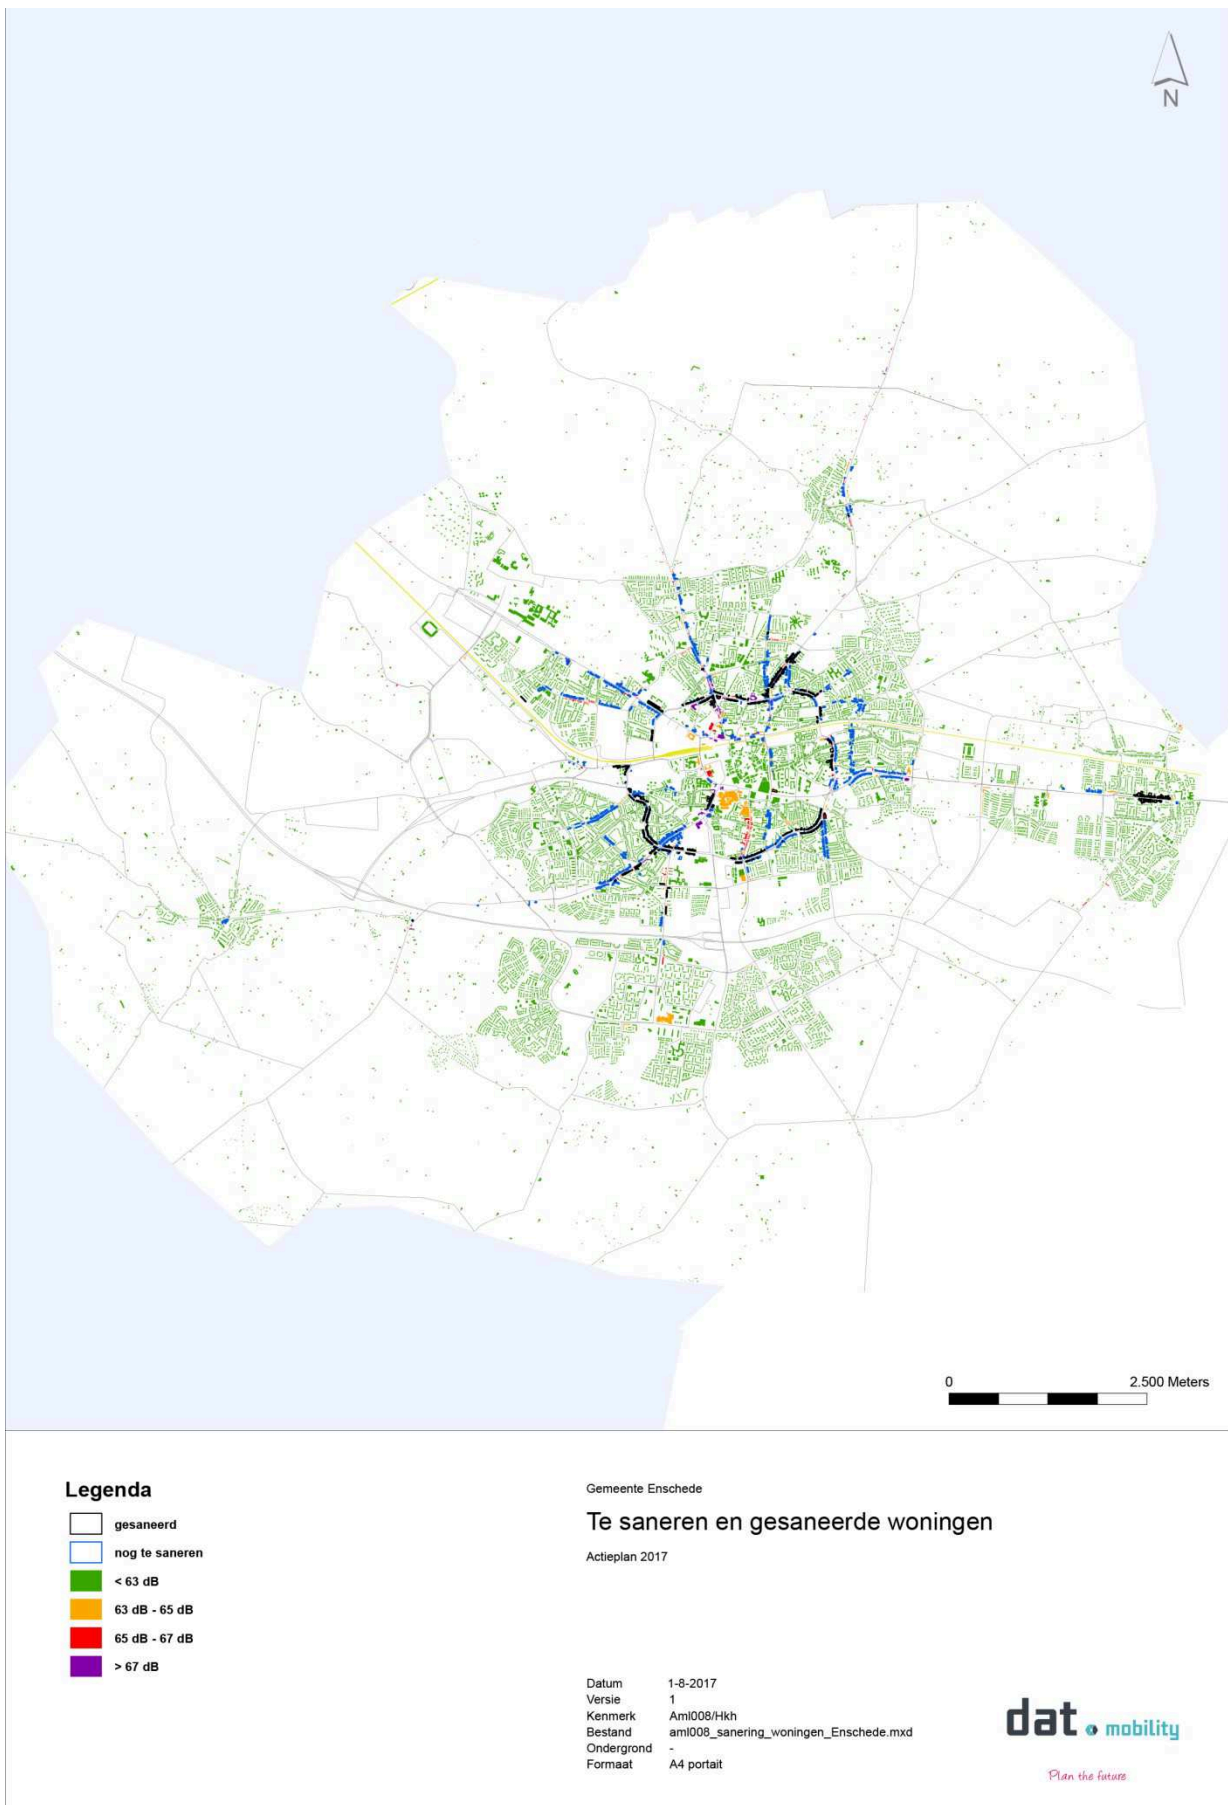 N
0 2.500 Meters
Legenda
gesaneerd
nog te saneren
< 63 dB
63 dB - 65 dB
65 dB - 67 dB
> 67 dB
Gemeente Enschede
Te saneren en gesaneerde woningen
Actieplan 2017
Datum 1-8-2017
Versie 1
Kenmerk Aml008/Hkh
Bestand aml008_sanering_woningen_Enschede.mxd
Ondergrond -
Formaat A4 portait
dat mobility
Plan the future